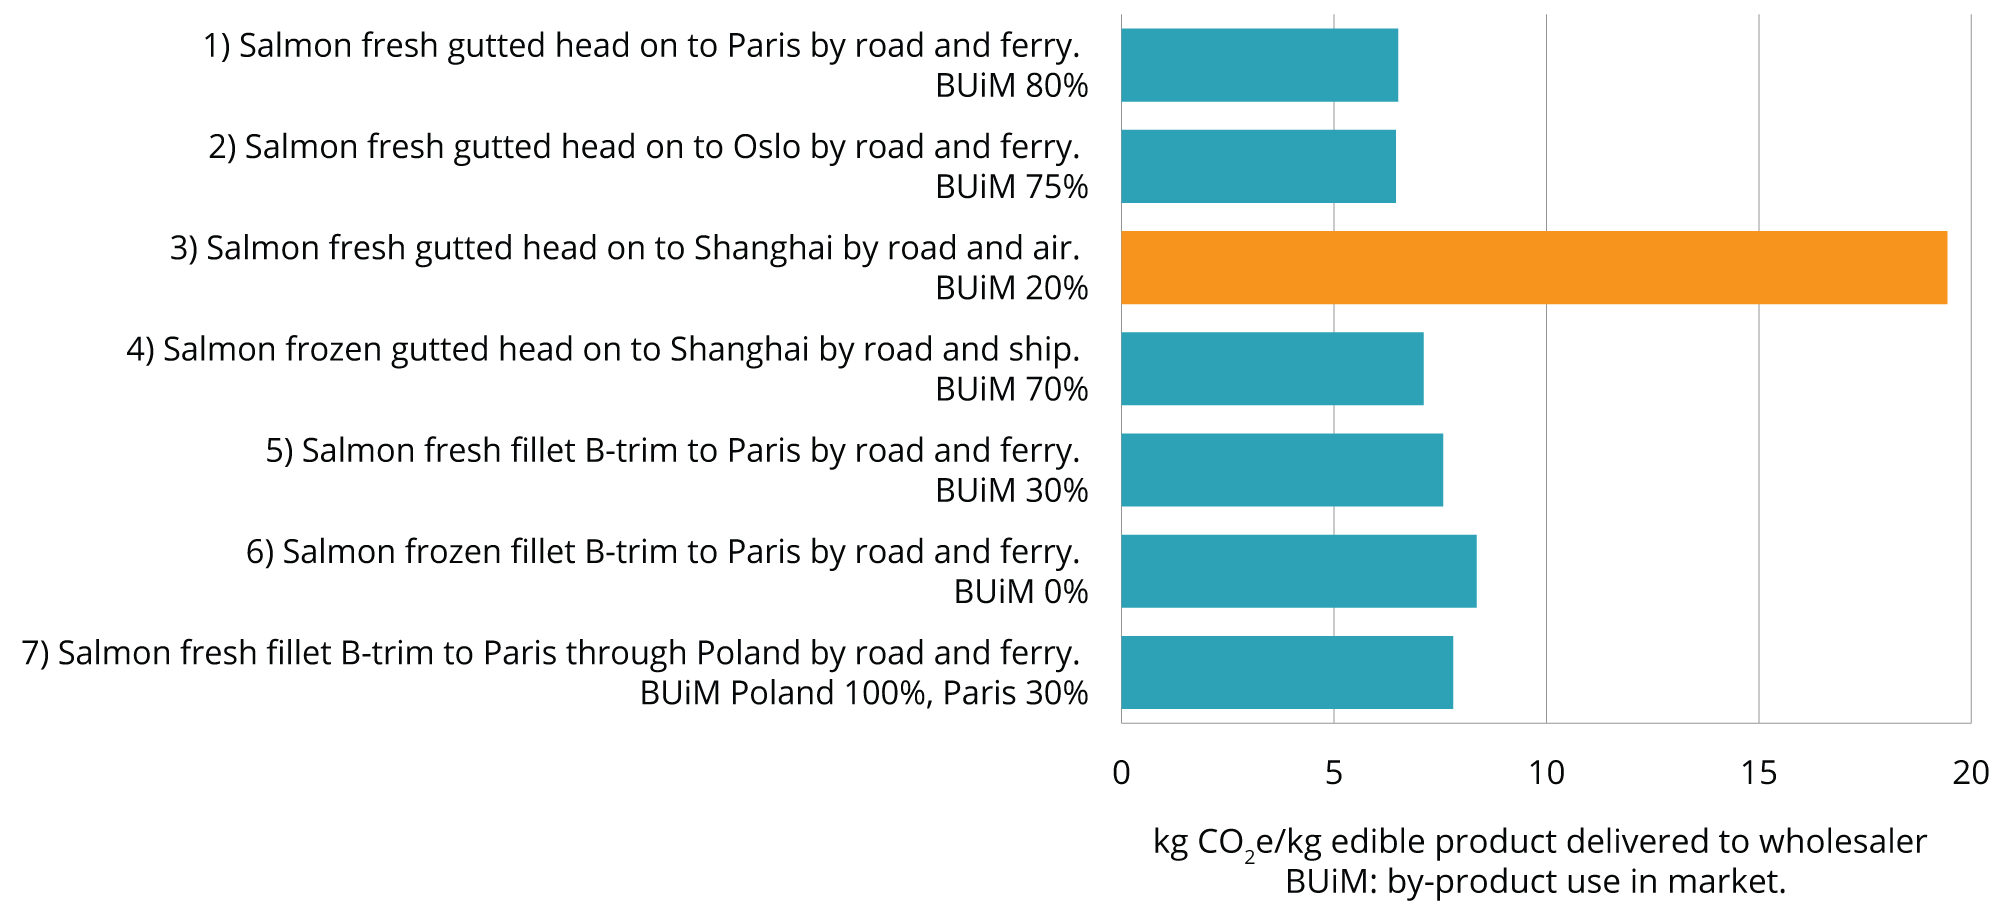 1) Salmon fresh gutted head on to Paris by road and ferry.
BUiM 80%
2) Salmon fresh gutted head on to Oslo by road and ferry.
BUiM 75%
3) Salmon fresh gutted head on to Shanghai by road and air.
BUiM 20%
4) Salmon frozen gutted head on to Shanghai by road and ship.
BUiM 70%
5) Salmon fresh fillet B-trim to Paris by road and ferry.
BUiM 30%
6) Salmon frozen fillet B-trim to Paris by road and ferry.
BUiM 0%
7) Salmon fresh fillet B-trim to Paris through Poland by road and ferry.
BUiM Poland 100%, Paris 30%
0 5 10 15 20
kg CO₂e/kg edible product delivered to wholesaler
BUiM: by-product use in market.